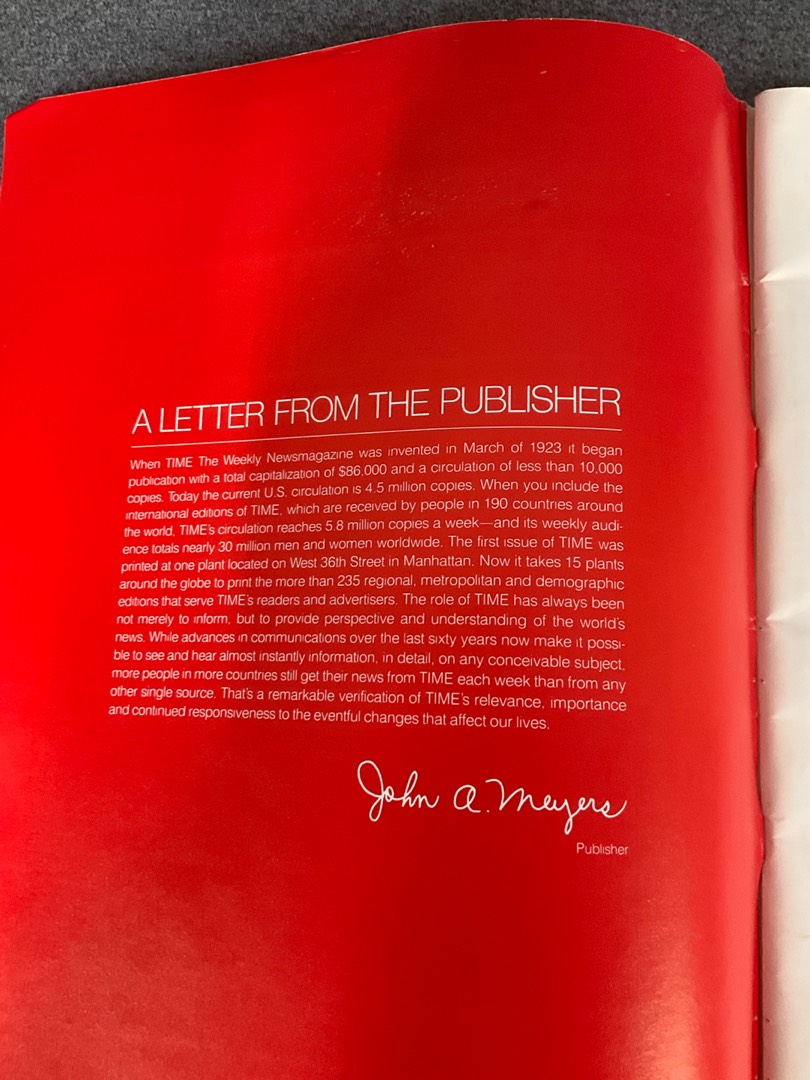 A LETTER FROM THE PUBLISHER
When TIME The Weekly Newsmagazine was invented in March of 1923 it began
publication with a total capitalization of $86,000 and a circulation of less than 10,000
copies. Today the current U.S. circulation is 4.5 million copies. When you include the
international editions of TIME, which are received by people in 190 countries around
the world, TIME's circulation reaches 5.8 million copies a week—and its weekly audi-
ence totals nearly 30 million men and women worldwide. The first issue of TIME was
printed at one plant located on West 36th Street in Manhattan. Now it takes 15 plants
around the globe to print the more than 235 regional, metropolitan and demographic
editions that serve TIME's readers and advertisers. The role of TIME has always been
not merely to inform, but to provide perspective and understanding of the world's
news. While advances in communications over the last sixty years now make it possi-
ble to see and hear almost instantly information, in detail, on any conceivable subject,
more people in more countries still get their news from TIME each week than from any
other single source. That's a remarkable verification of TIME's relevance, importance
and continued responsiveness to the eventful changes that affect our lives.
John A. Meyers
Publisher